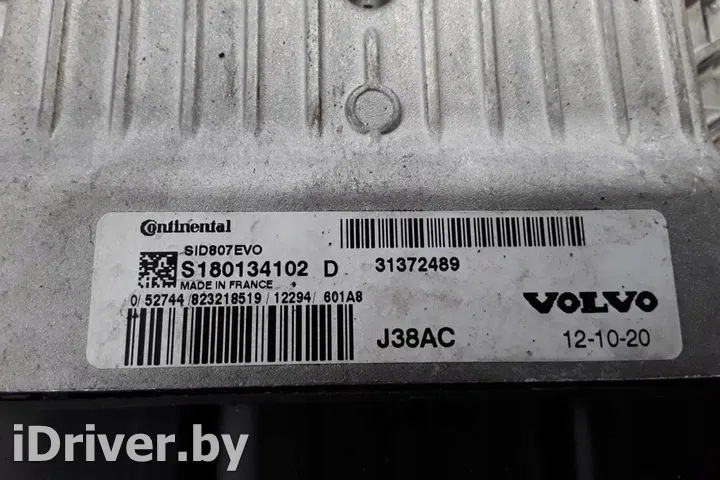 Continental
SID807EVO
S180134102 D 31372489
MADE IN FRANCE
0/52744/823218519/12294/601A8
VOLVO
J38AC 12-10-20
iDriver.by